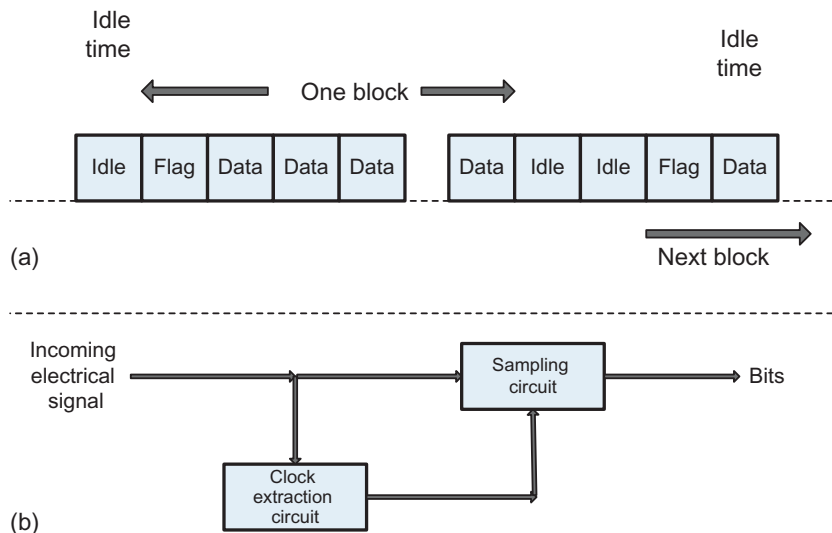 Idle
time
Idle
time
One block
Idle Flag Data Data Data Data Idle Idle Flag Data
Next block
(a)
Incoming
electrical
signal
Sampling
circuit
Bits
Clock
extraction
circuit
(b)